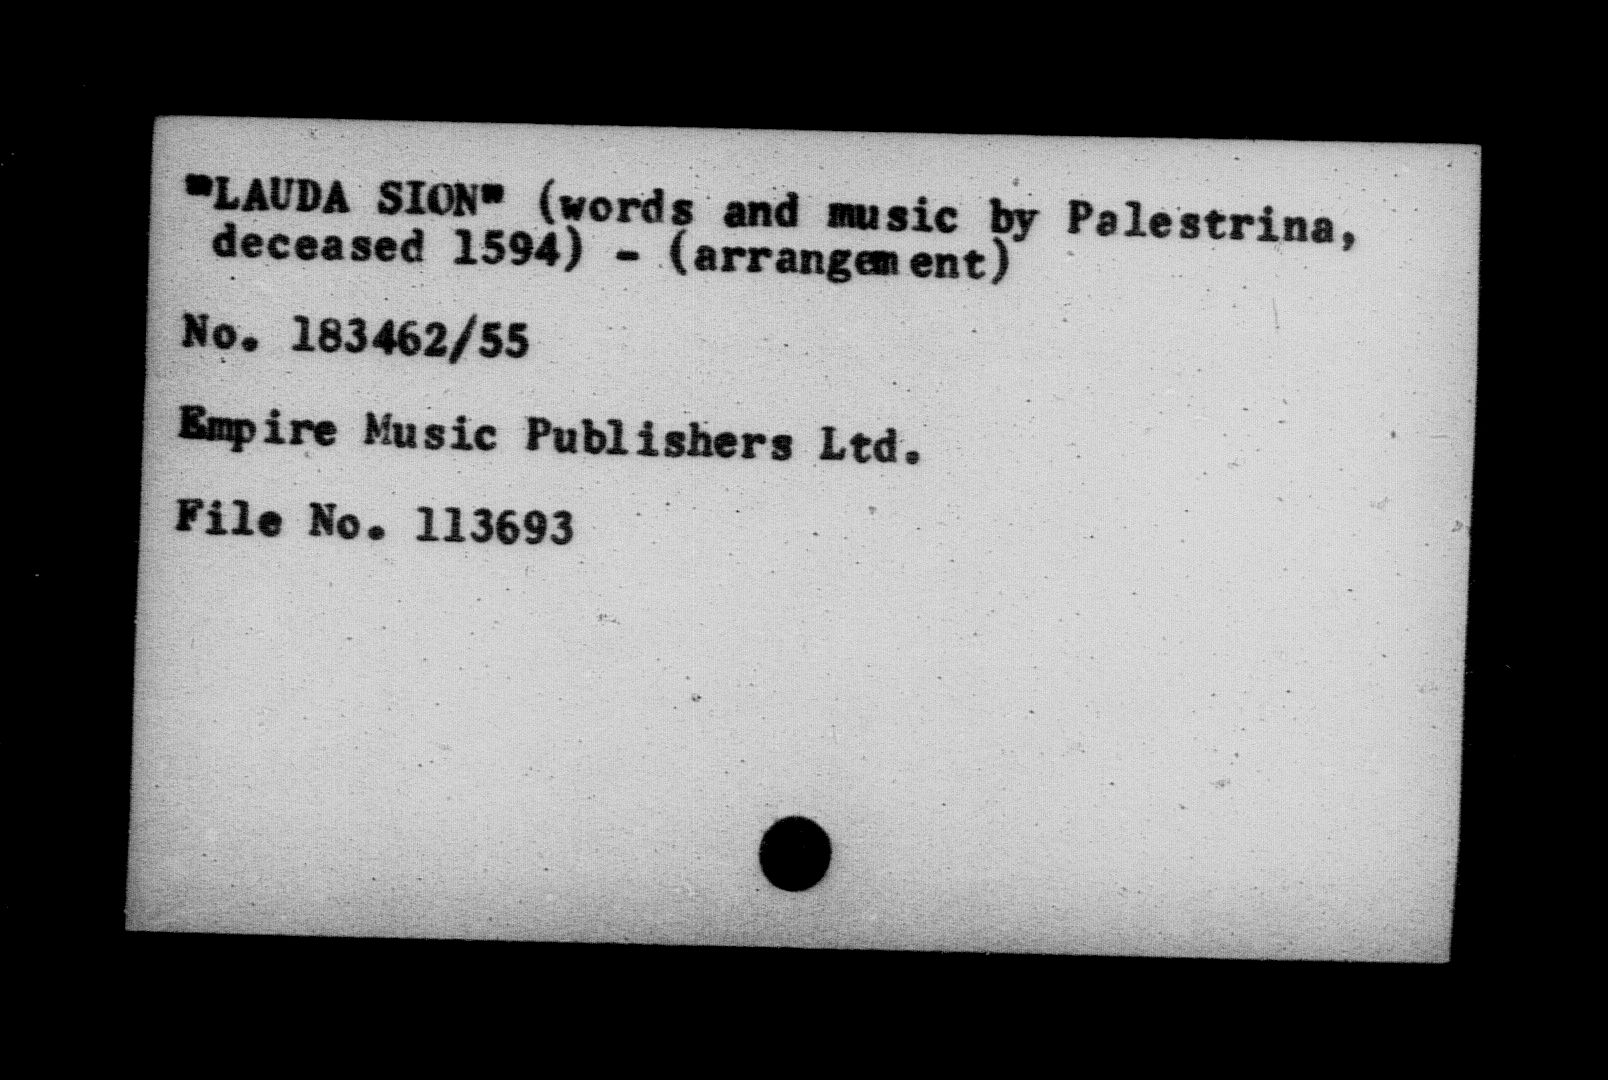 "LAUDA SION" (words and music by Palestrina,
deceased 1594) - (arrangement)
No. 183462/55
Empire Music Publishers Ltd.
File No. 113693